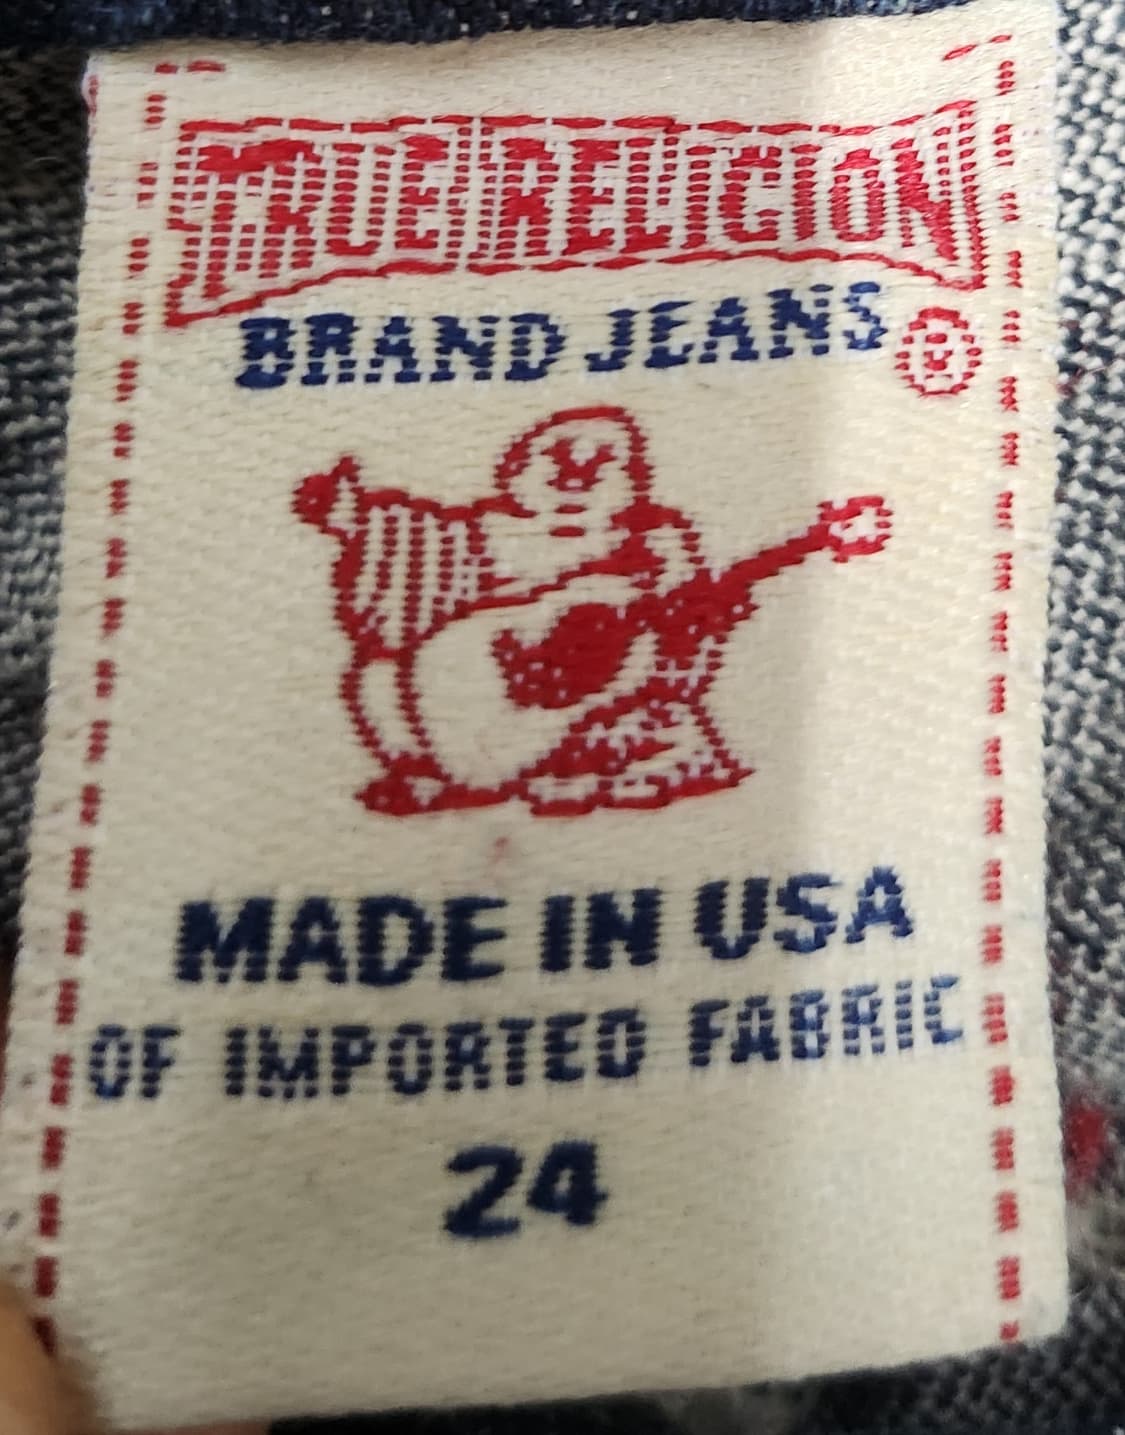 TRUE RELIGION
BRAND JEANS ®
MADE IN USA
OF IMPORTED FABRIC
24